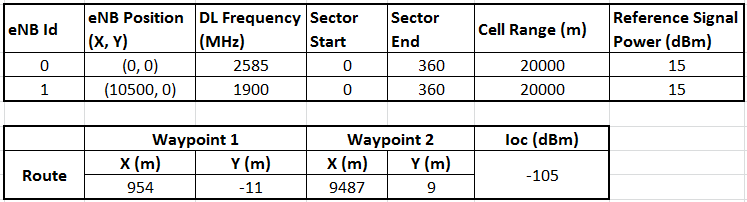 eNB Id eNB Position (X, Y) DL Frequency (MHz) Sector Start Sector End Cell Range (m) Reference Signal Power (dBm)
0 (0, 0) 2585 0 360 20000 15
1 (10500, 0) 1900 0 360 20000 15
Route Waypoint 1 Waypoint 2 Ioc (dBm)
X (m) Y (m) X (m) Y (m) -105
954 -11 9487 9